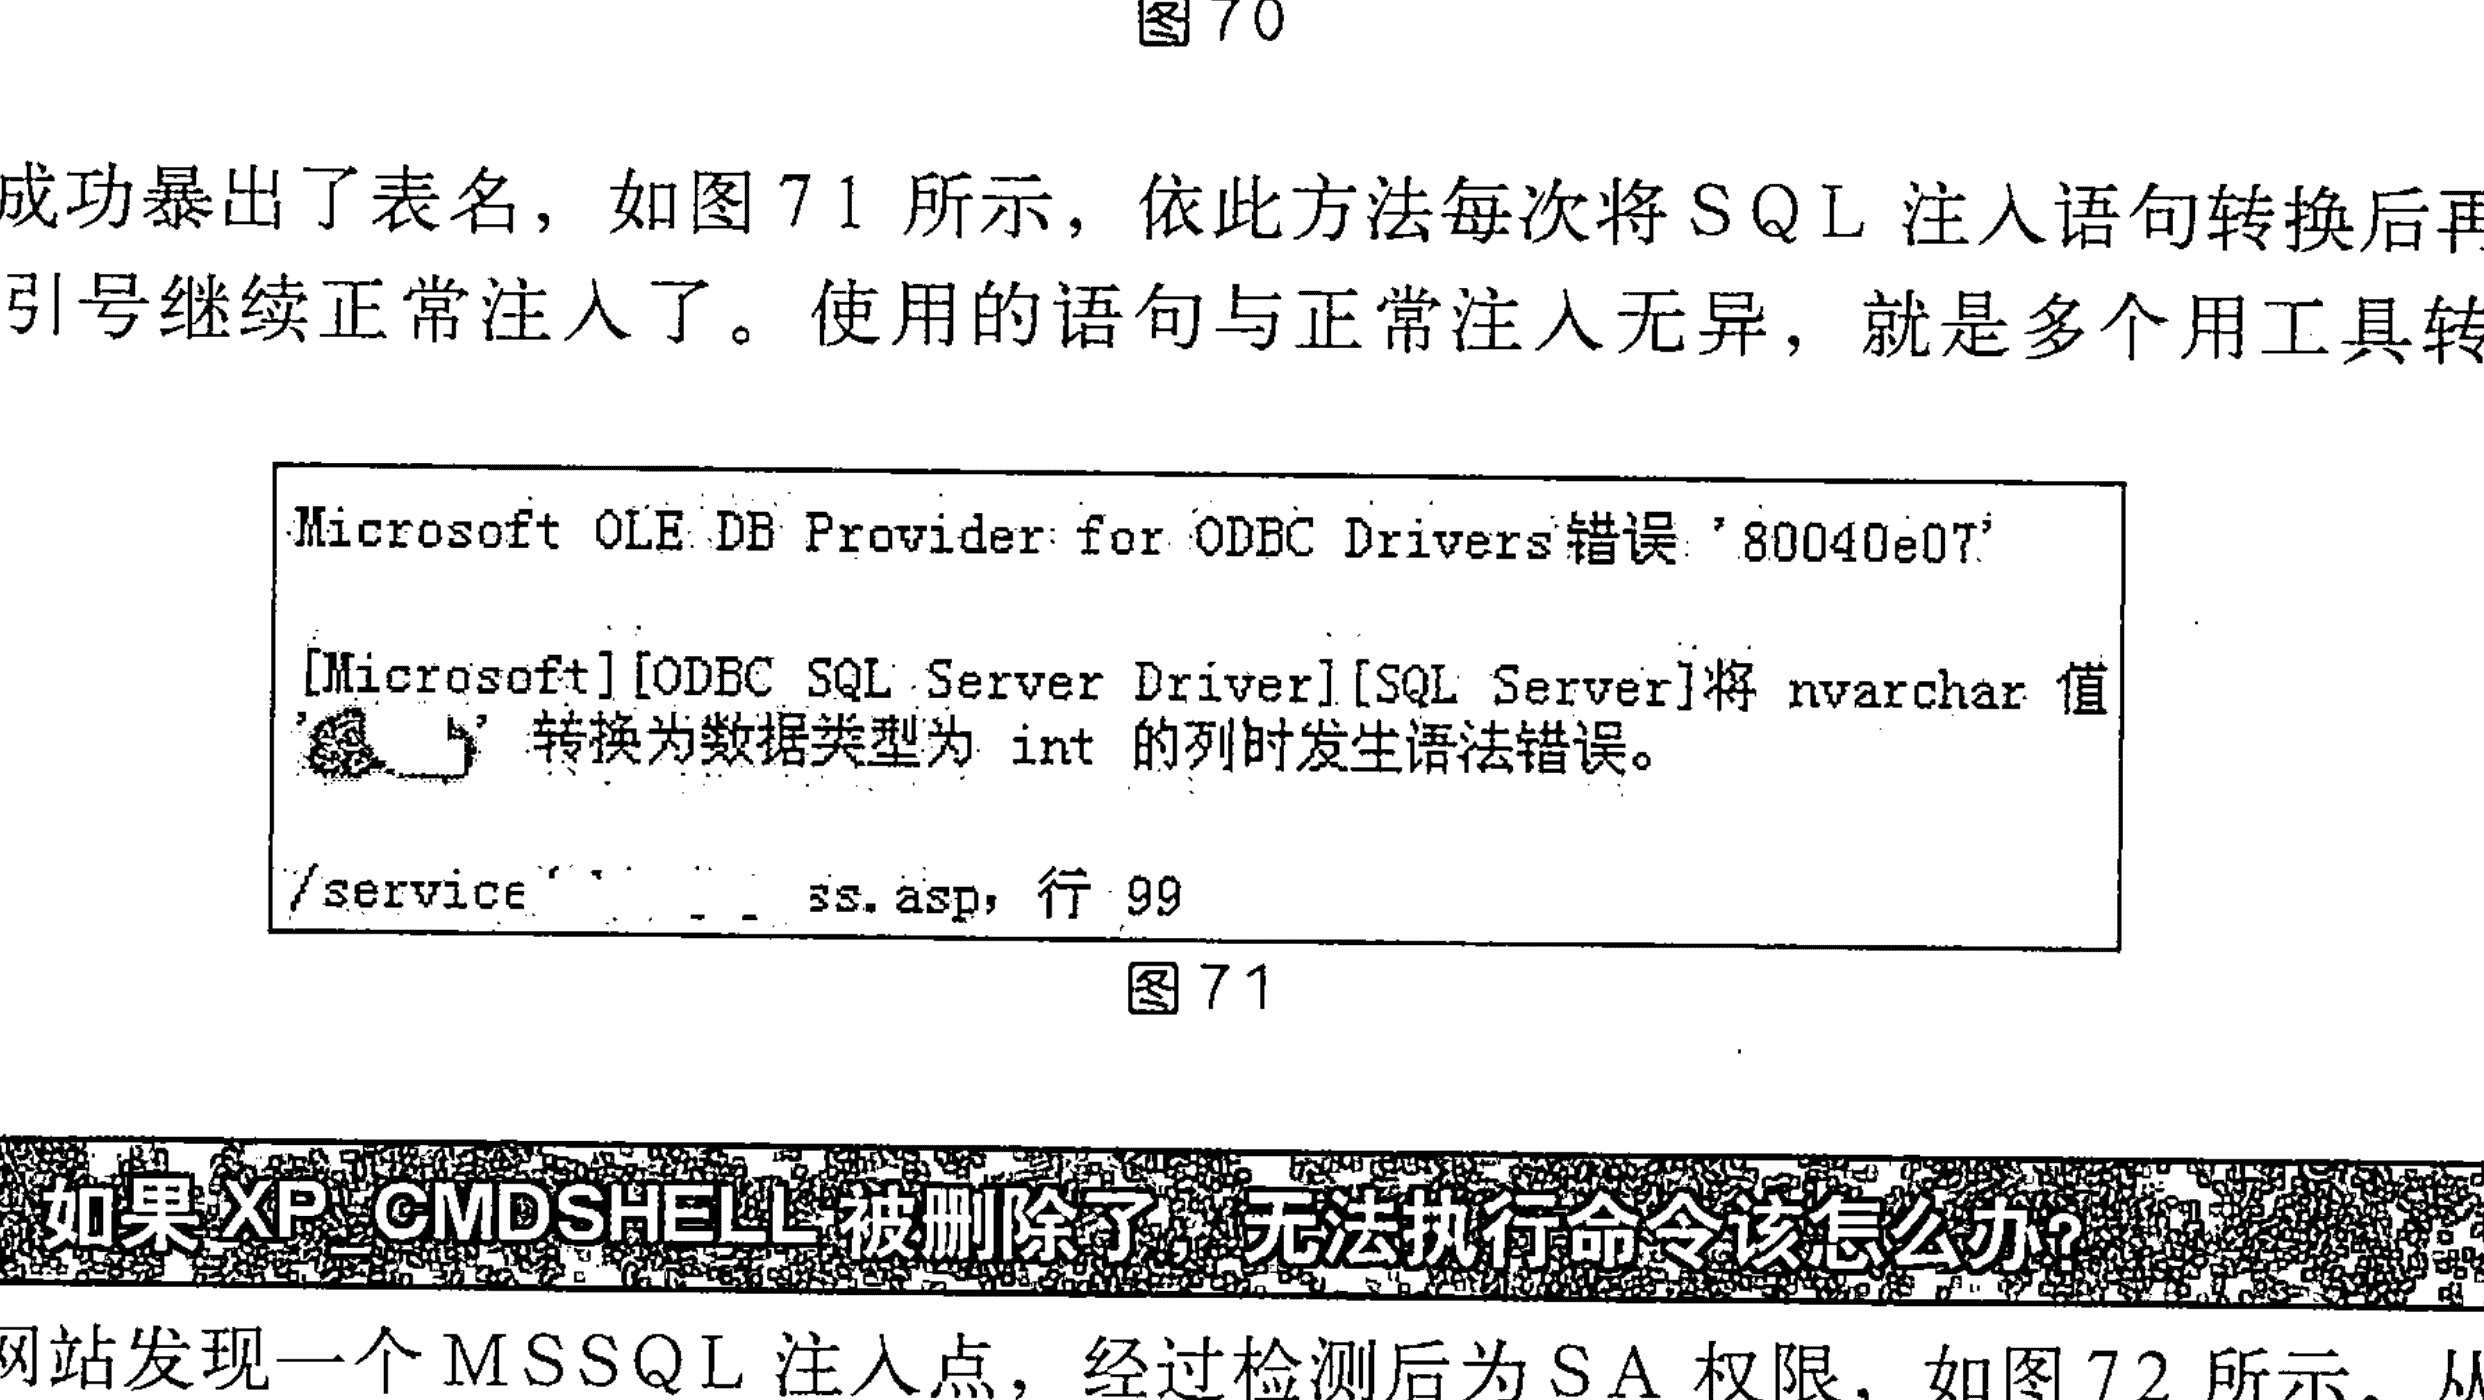 图70
成功暴出了表名，如图 71 所示，依此方法每次将SQL 注入语句转换后再
引号继续正常注入了。使用的语句与正常注入无异，就是多个用工具转
Microsoft OLE DB Provider for ODBC Drivers错误 '80040e07'
[Microsoft][ODBC SQL Server Driver][SQL Server]将 nvarchar 值
' ' 转换为数据类型为 int 的列时发生语法错误。
/service ss.asp, 行 99
图71
如果XP_CMDSHELL被删除了，无法执行命令该怎么办?
网站发现一个MSSQL 注入点，经过检测后为SA 权限，如图72 所示。从